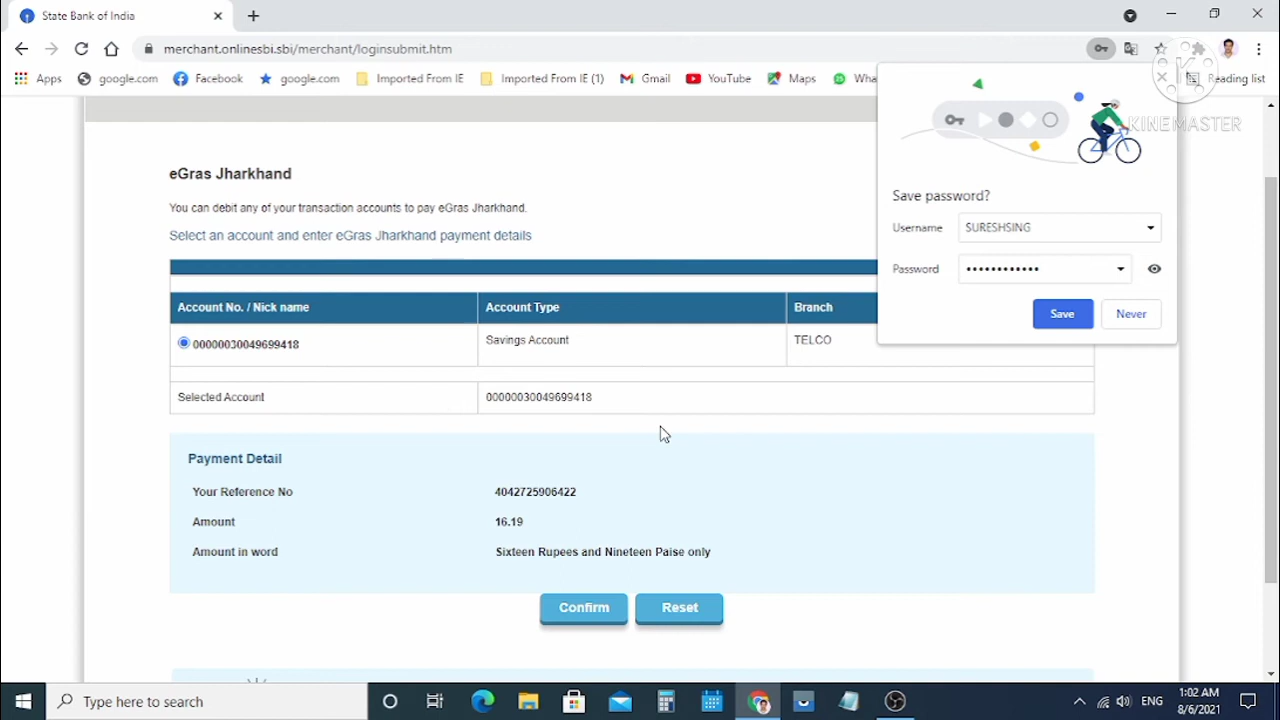 State Bank of India
merchant.onlinesbi.sbi/merchant/loginsubmit.htm
Apps google.com Facebook google.com Imported From IE Imported From IE (1) Gmail YouTube Maps Wha Reading list
KINEMASTER
eGras Jharkhand
You can debit any of your transaction accounts to pay eGras Jharkhand.
Select an account and enter eGras Jharkhand payment details
Save password?
Username SURESHSING
Password ••••••••••••
Save Never
Account No. / Nick name Account Type Branch
00000030049699418 Savings Account TELCO
Selected Account 00000030049699418
Payment Detail
Your Reference No 4042725906422
Amount 16.19
Amount in word Sixteen Rupees and Nineteen Paise only
Confirm Reset
Type here to search
ENG
1:02 AM
8/6/2021